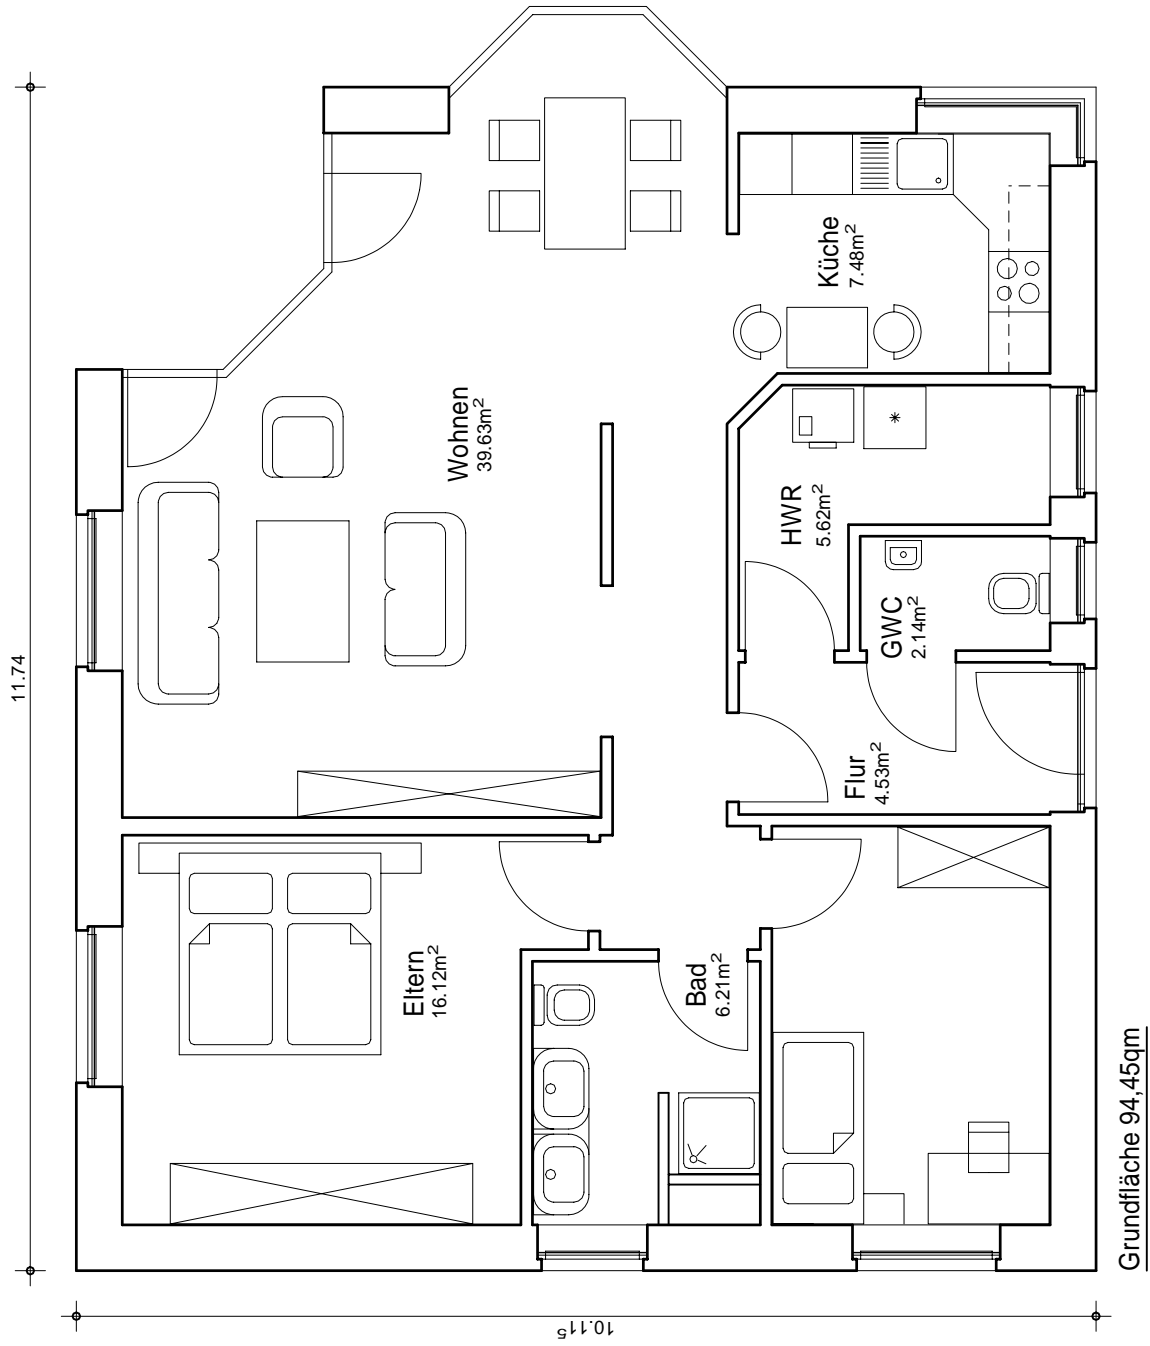 11.74
Wohnen
39.63m²
Küche
7.48m²
HWR
5.62m²
GWC
2.14m²
Flur
4.53m²
Eltern
16.12m²
Bad
6.21m²
10.11⁵
Grundfläche 94,45qm